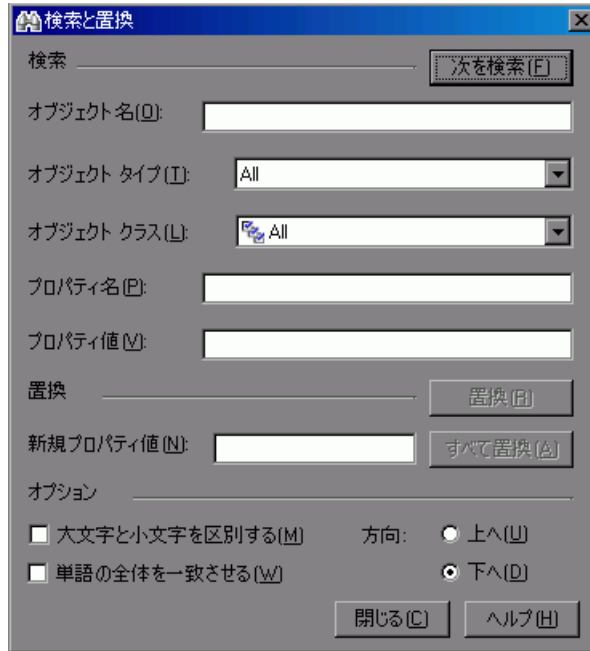 検索と置換
検索
次を検索(F)
オブジェクト名(O):
オブジェクト タイプ(T): All
オブジェクト クラス(L): All
プロパティ名(P):
プロパティ値(V):
置換
置換(R)
新規プロパティ値(N): すべて置換(A)
オプション
大文字と小文字を区別する(M) 方向: 上へ(U)
単語の全体を一致させる(W) 下へ(D)
閉じる(C) ヘルプ(H)